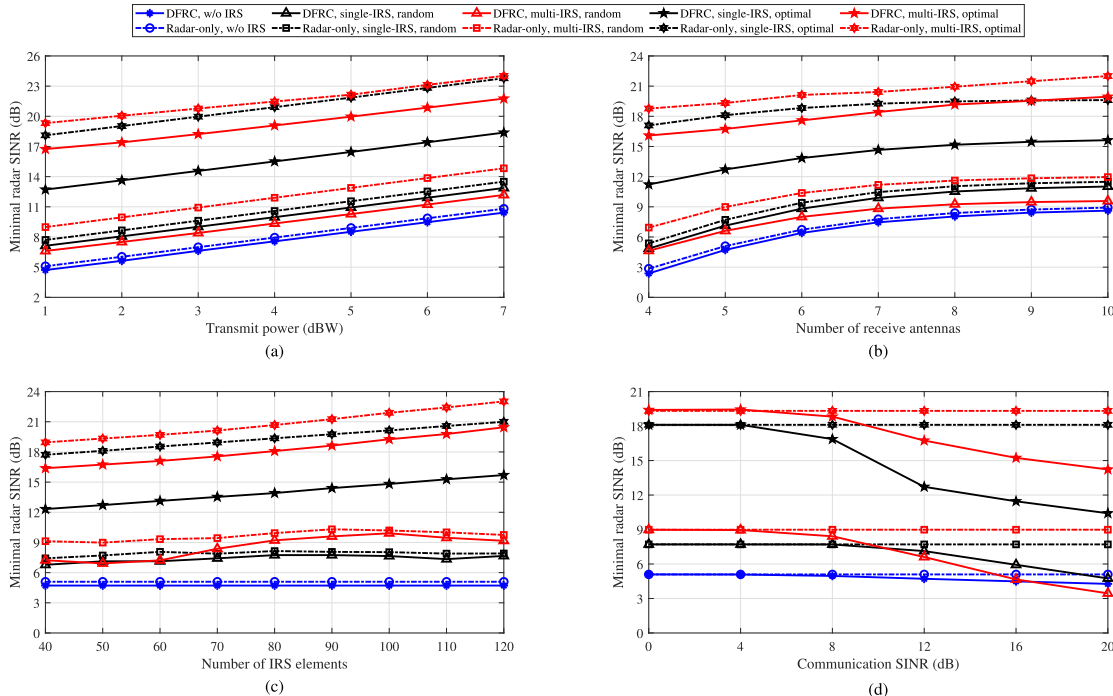 DFRC, w/o IRS DFRC, single-IRS, random DFRC, multi-IRS, random DFRC, single-IRS, optimal DFRC, multi-IRS, optimal
Radar-only, w/o IRS Radar-only, single-IRS, random Radar-only, multi-IRS, random Radar-only, single-IRS, optimal Radar-only, multi-IRS, optimal
Minimal radar SINR (dB)
26
23
20
17
14
11
8
5
2
1 2 3 4 5 6 7
Transmit power (dBW)
(a)
Minimal radar SINR (dB)
24
21
18
15
12
9
6
3
0
4 5 6 7 8 9 10
Number of receive antennas
(b)
Minimal radar SINR (dB)
24
21
18
15
12
9
6
3
0
40 50 60 70 80 90 100 110 120
Number of IRS elements
(c)
Minimal radar SINR (dB)
21
18
15
12
9
6
3
0
0 4 8 12 16 20
Communication SINR (dB)
(d)